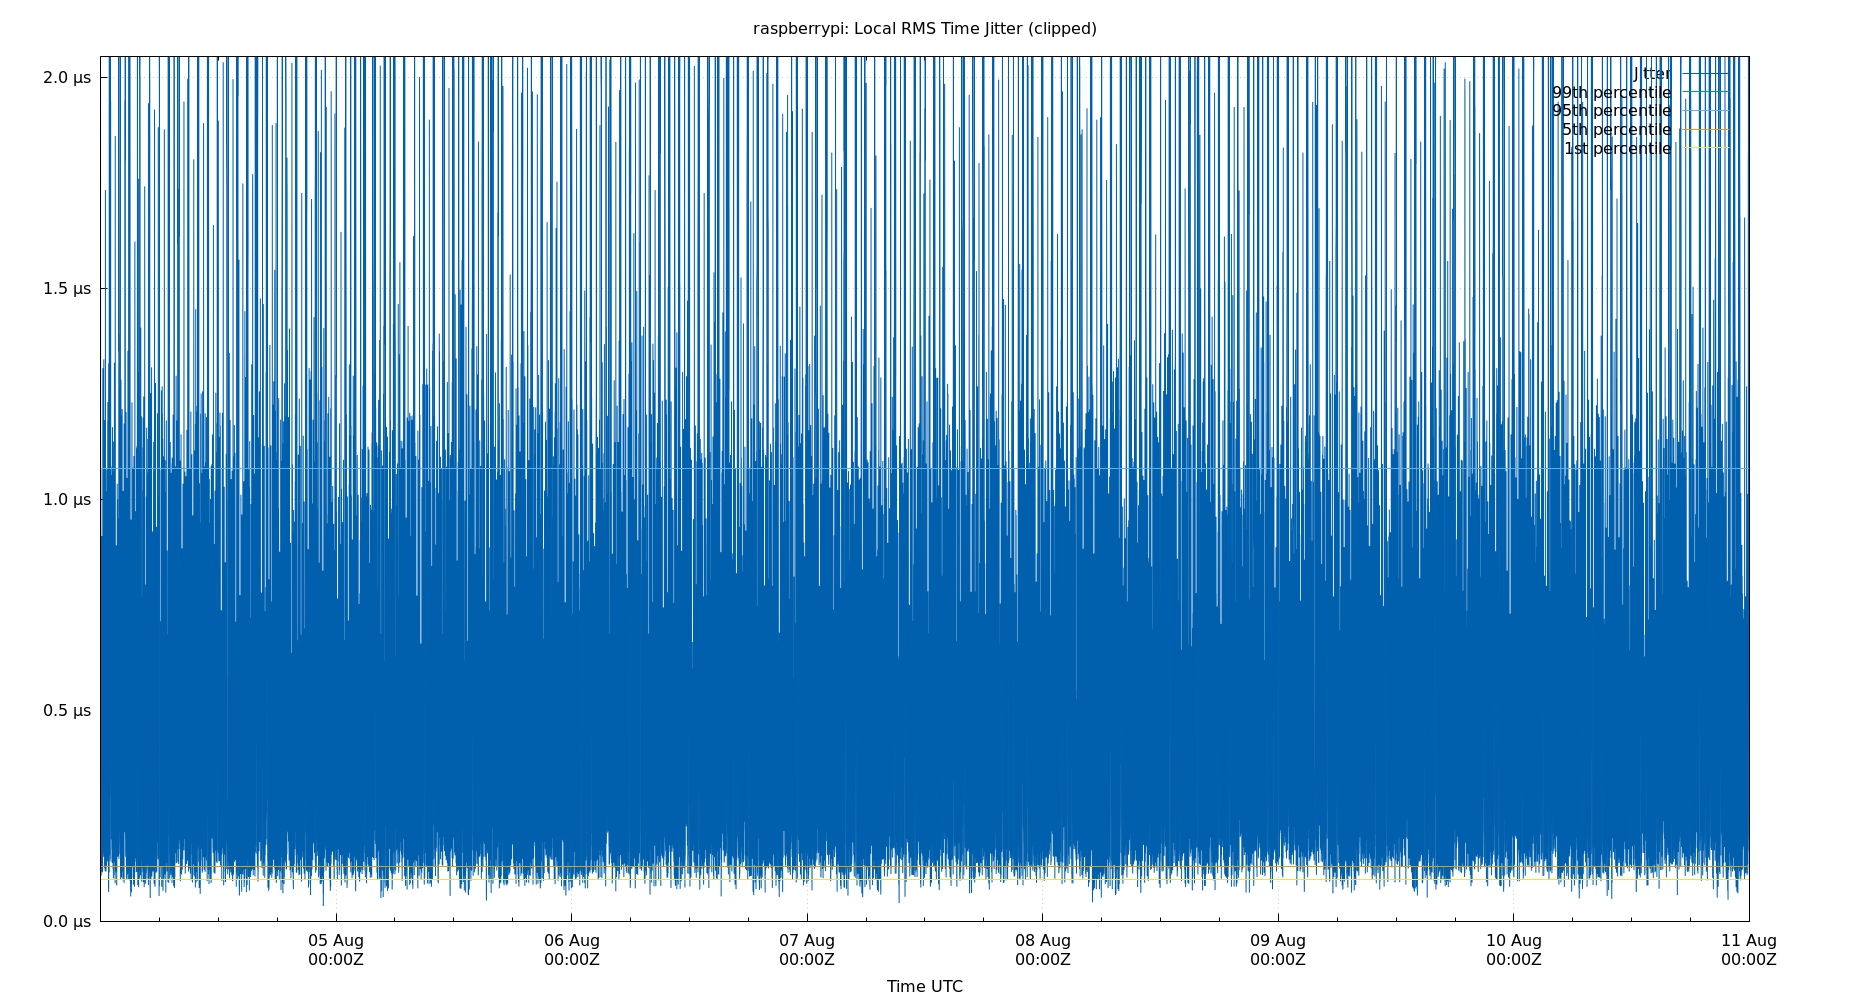 raspberrypi: Local RMS Time Jitter (clipped)
2.0 µs
1.5 µs
1.0 µs
0.5 µs
0.0 µs
Jitter
99th percentile
95th percentile
5th percentile
1st percentile
05 Aug
00:00Z
06 Aug
00:00Z
07 Aug
00:00Z
08 Aug
00:00Z
09 Aug
00:00Z
10 Aug
00:00Z
11 Aug
00:00Z
Time UTC